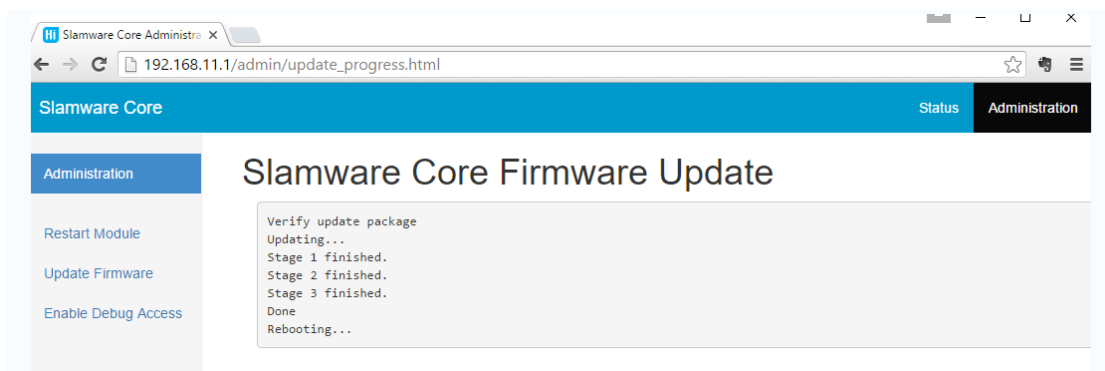 Slamware Core Administra
192.168.11.1/admin/update_progress.html
Slamware Core
Status
Administration
Administration
Restart Module
Update Firmware
Enable Debug Access
Slamware Core Firmware Update
Verify update package
Updating...
Stage 1 finished.
Stage 2 finished.
Stage 3 finished.
Done
Rebooting...